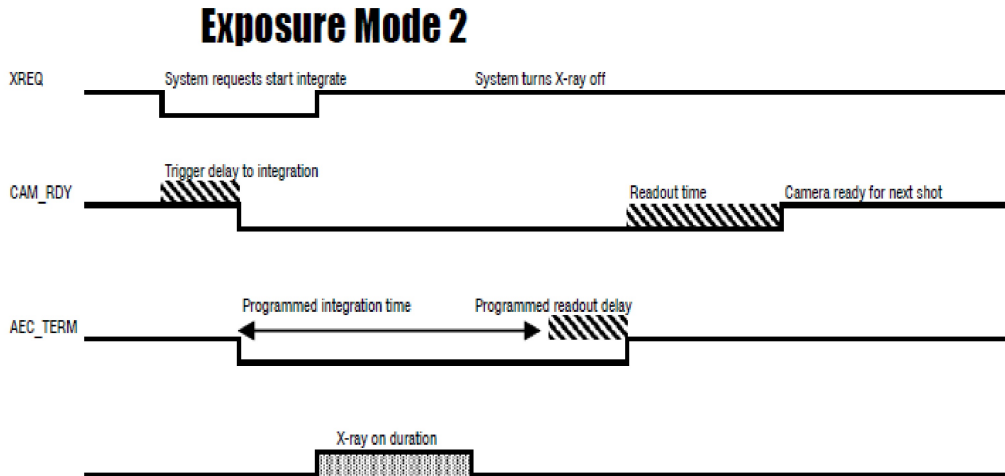 Exposure Mode 2
XREQ
System requests start integrate
System turns X-ray off
Trigger delay to integration
CAM_RDY
Readout time
Camera ready for next shot
Programmed integration time
Programmed readout delay
AEC_TERM
X-ray on duration